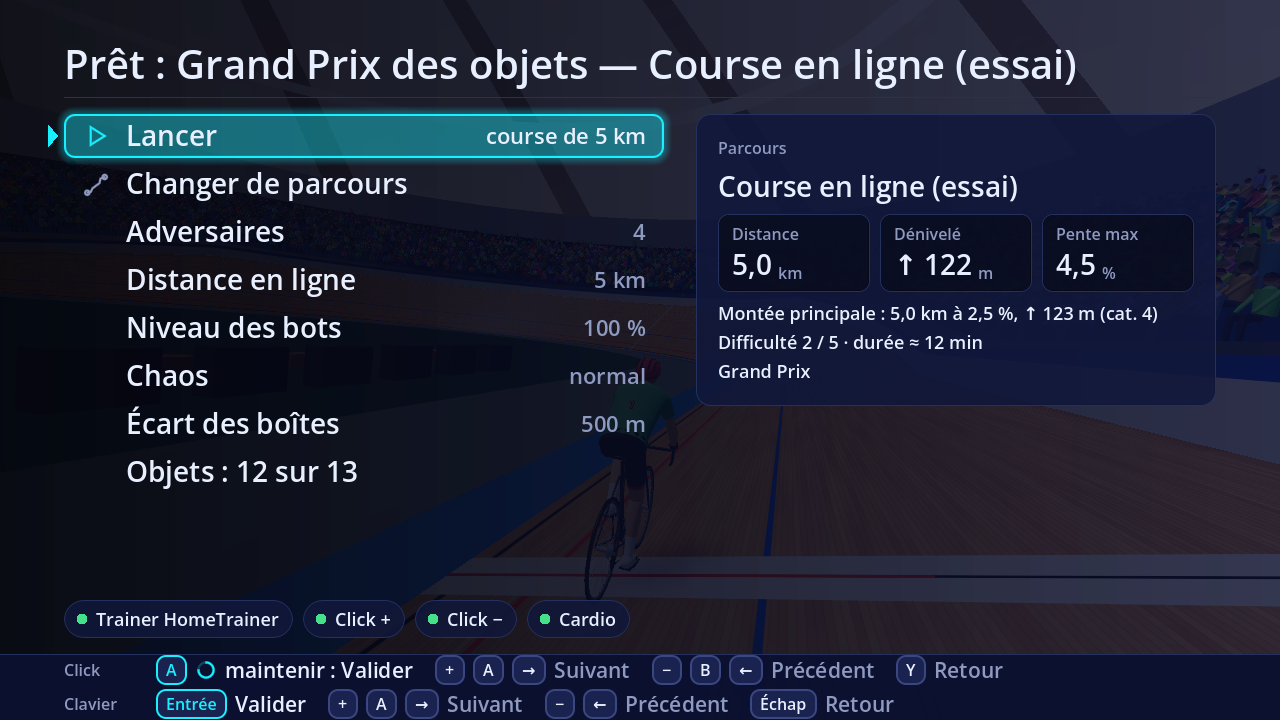 Prêt : Grand Prix des objets — Course en ligne (essai)
Lancer course de 5 km
Changer de parcours
Adversaires 4
Distance en ligne 5 km
Niveau des bots 100 %
Chaos normal
Écart des boîtes 500 m
Objets : 12 sur 13
Parcours
Course en ligne (essai)
Distance Dénivelé Pente max
5,0 km ↑ 122 m 4,5 %
Montée principale : 5,0 km à 2,5 %, ↑ 123 m (cat. 4)
Difficulté 2 / 5 · durée ≈ 12 min
Grand Prix
Trainer HomeTrainer Click + Click − Cardio
Click A maintenir : Valider + A → Suivant − B ← Précédent Y Retour
Clavier Entrée Valider + A → Suivant − ← Précédent Échap Retour